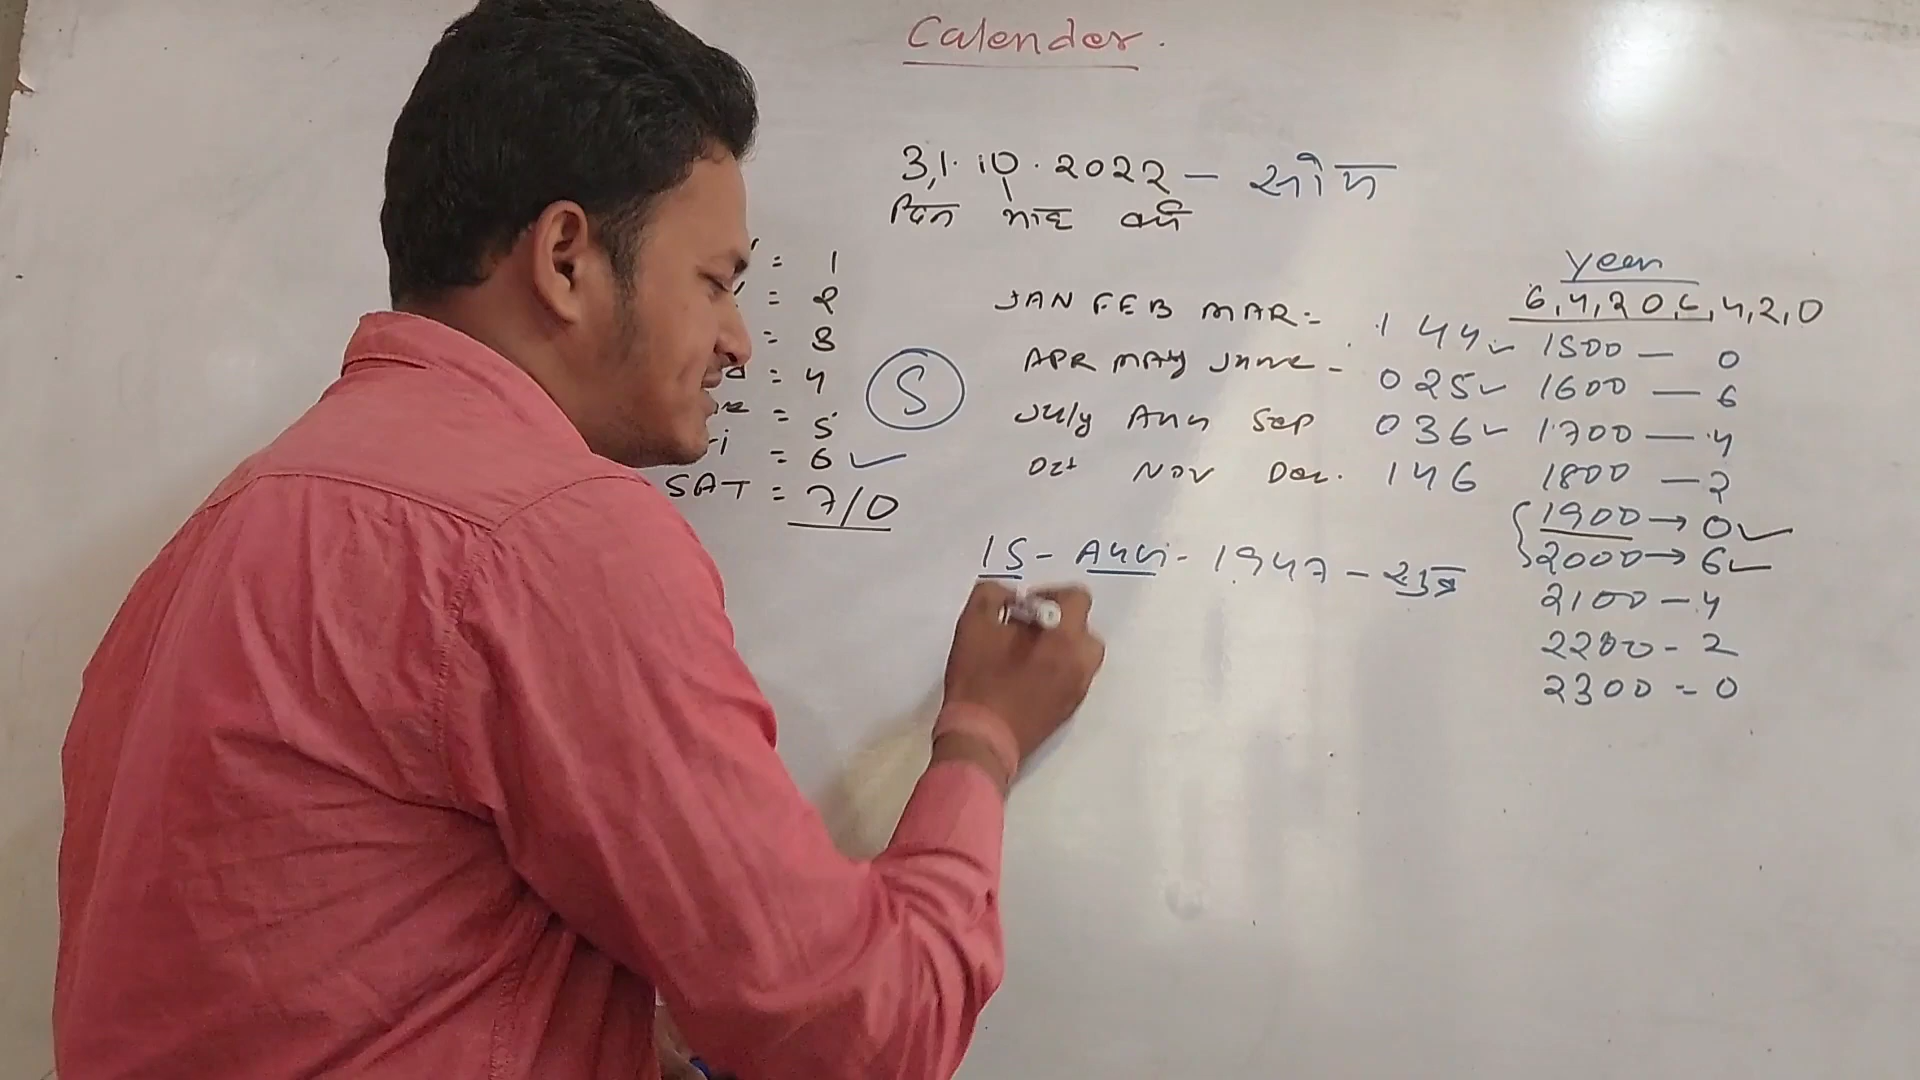 Calender.
31.10.2022 - सोम
दिन माह वर्ष
= 1
= 2
= 3
= 4
= 5
i = 6
SAT = 7/0
S
JAN FEB MAR = 1 4 4
APR MAY June - 0 2 5
July Aug Sep 0 3 6
Oct Nov Dec. 1 4 6
15 - Aug - 1947 - शुक्र
year
6,4,2 0,6,4,2,0
1500 - 0
1600 - 6
1700 - 4
1800 - 2
1900 → 0
2000 → 6
2100 - 4
2200 - 2
2300 = 0